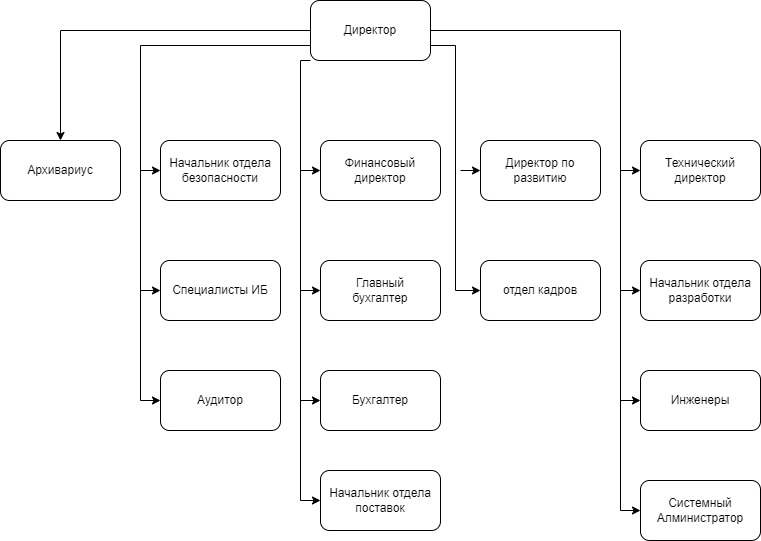 Директор
Архивариус
Начальник отдела
безопасности
Финансовый
директор
Директор по
развитию
Технический
директор
Специалисты ИБ
Главный
бухгалтер
отдел кадров
Начальник отдела
разработки
Аудитор
Бухгалтер
Инженеры
Начальник отдела
поставок
Системный
Алминистратор